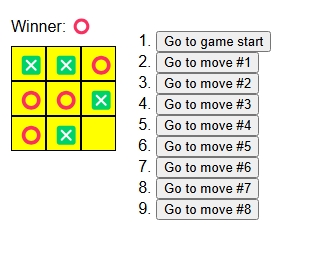 Winner: ⭕
❎ ❎ ⭕
⭕ ⭕ ❎
⭕ ❎
1. Go to game start
2. Go to move #1
3. Go to move #2
4. Go to move #3
5. Go to move #4
6. Go to move #5
7. Go to move #6
8. Go to move #7
9. Go to move #8